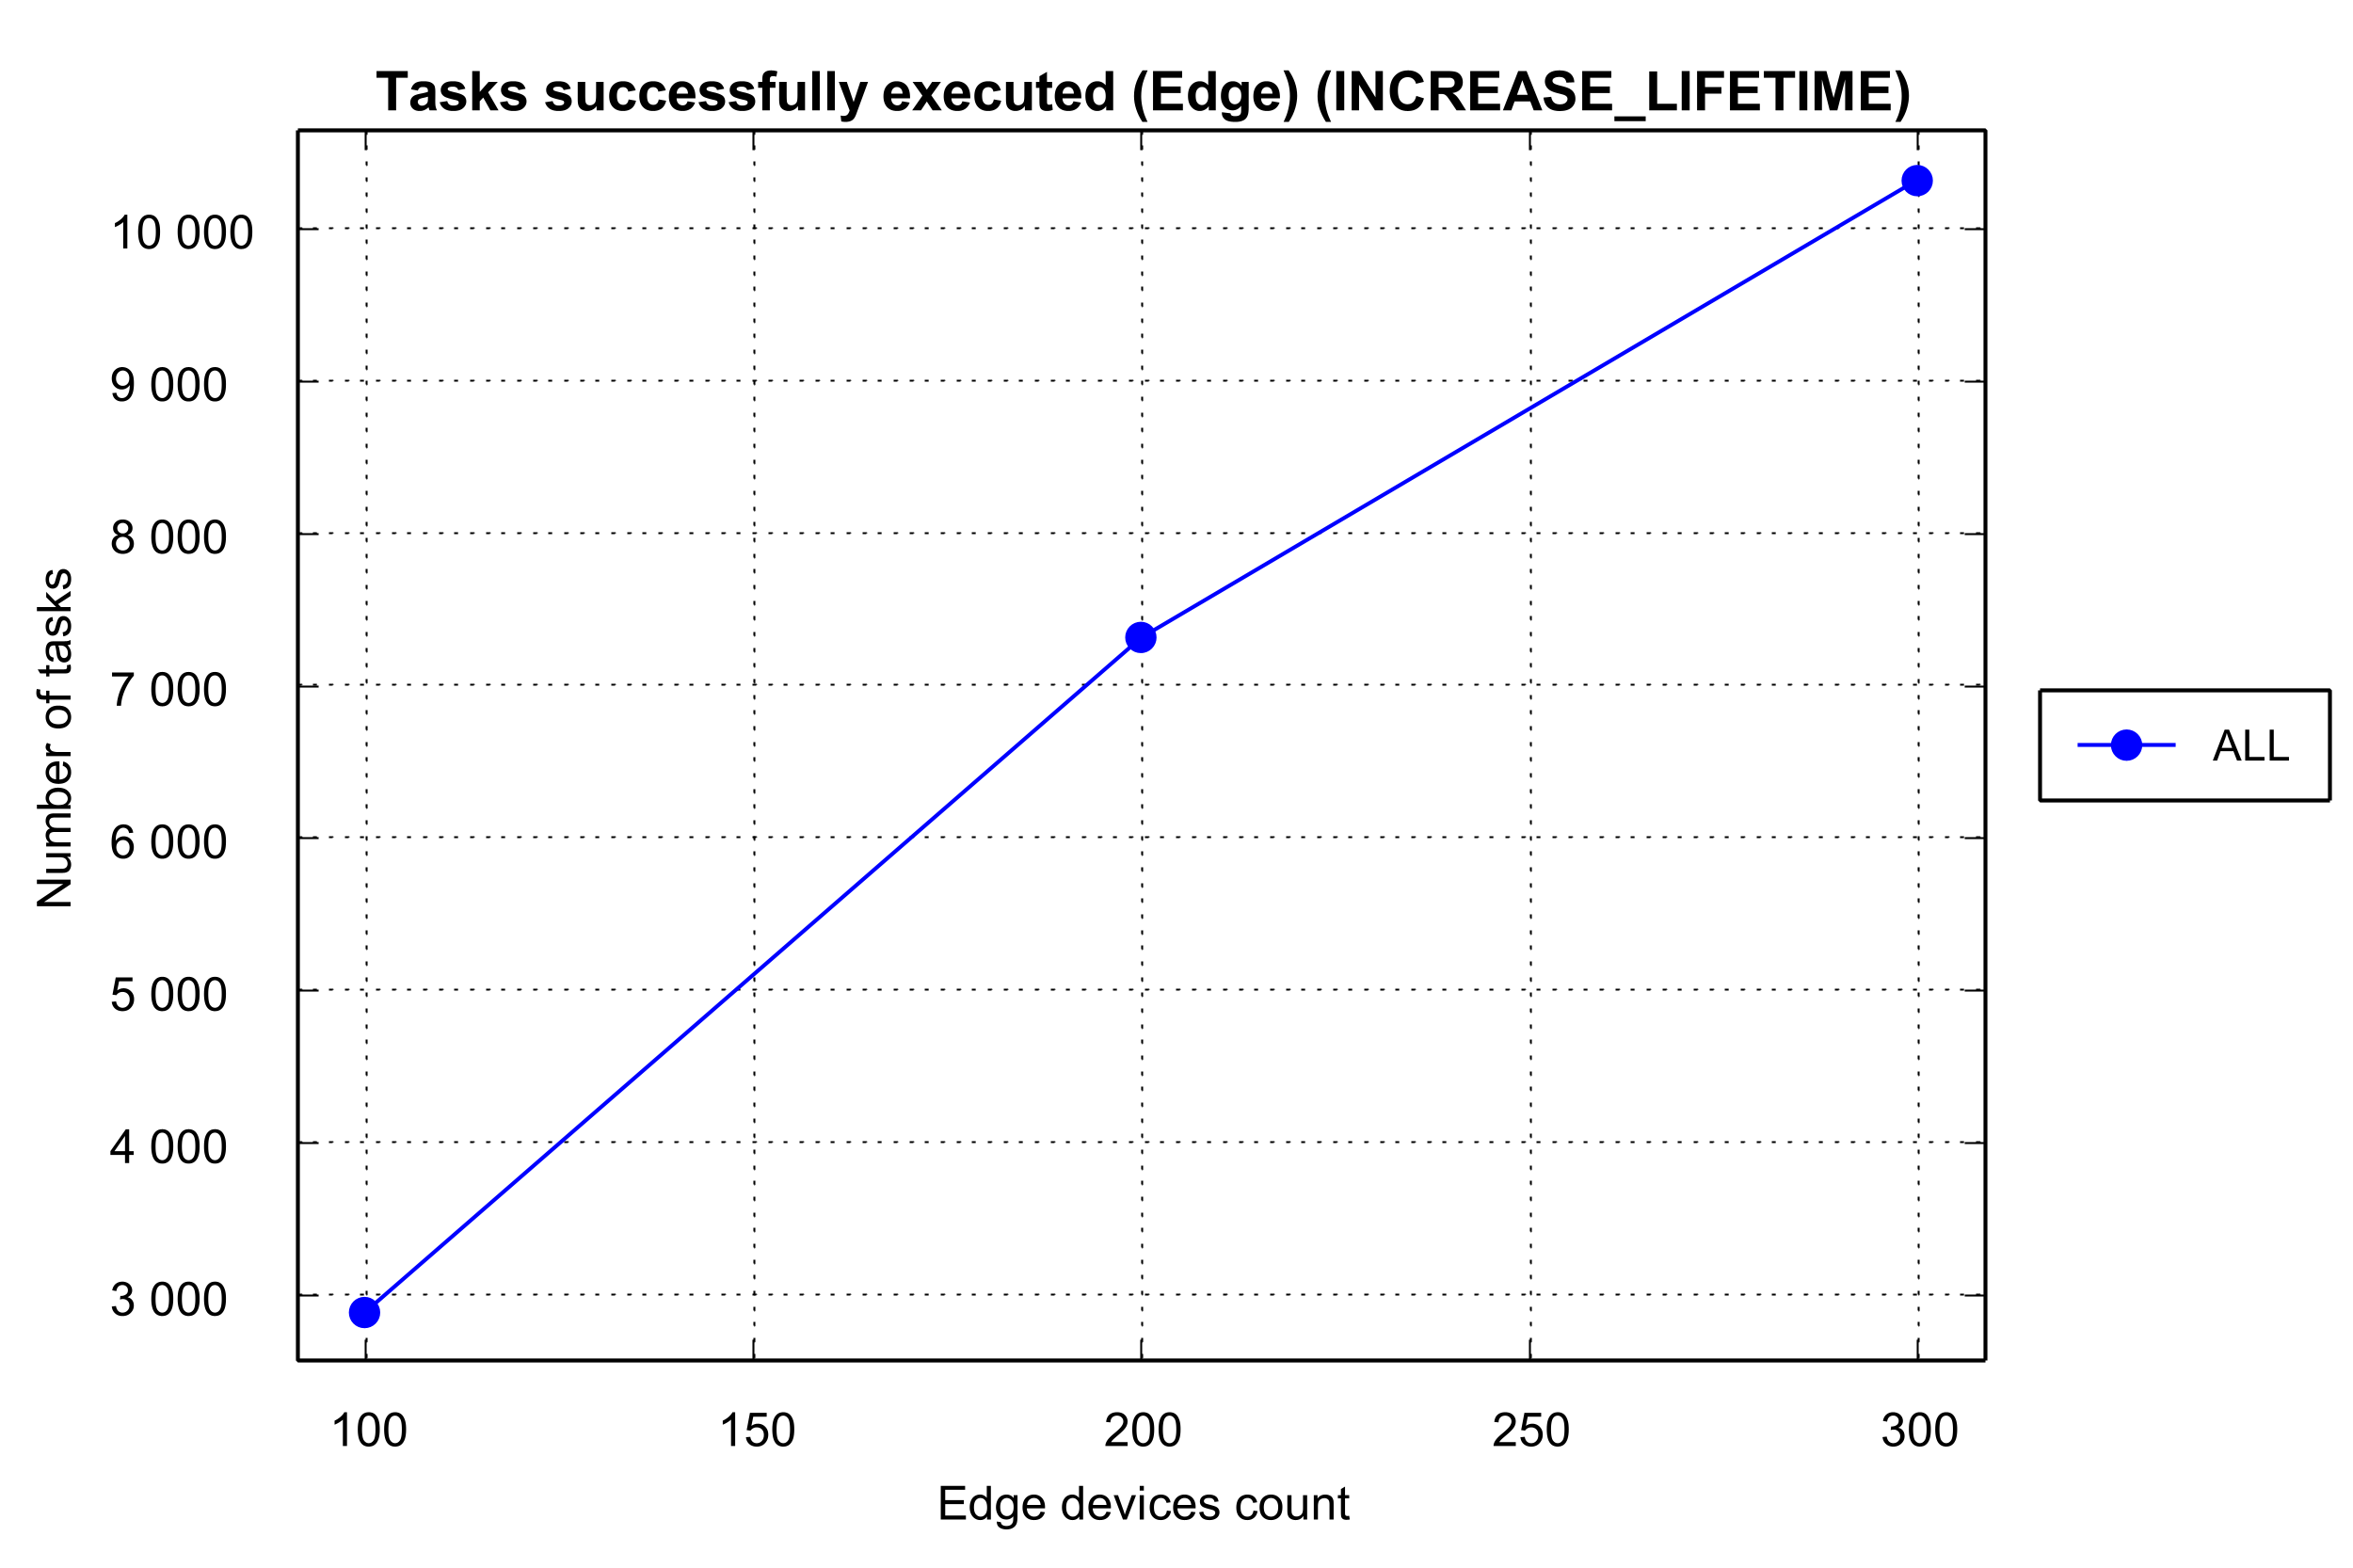 Tasks successfully executed (Edge) (INCREASE_LIFETIME)
10 000
9 000
8 000
7 000
6 000
5 000
4 000
3 000
Number of tasks
100 150 200 250 300
Edge devices count
ALL